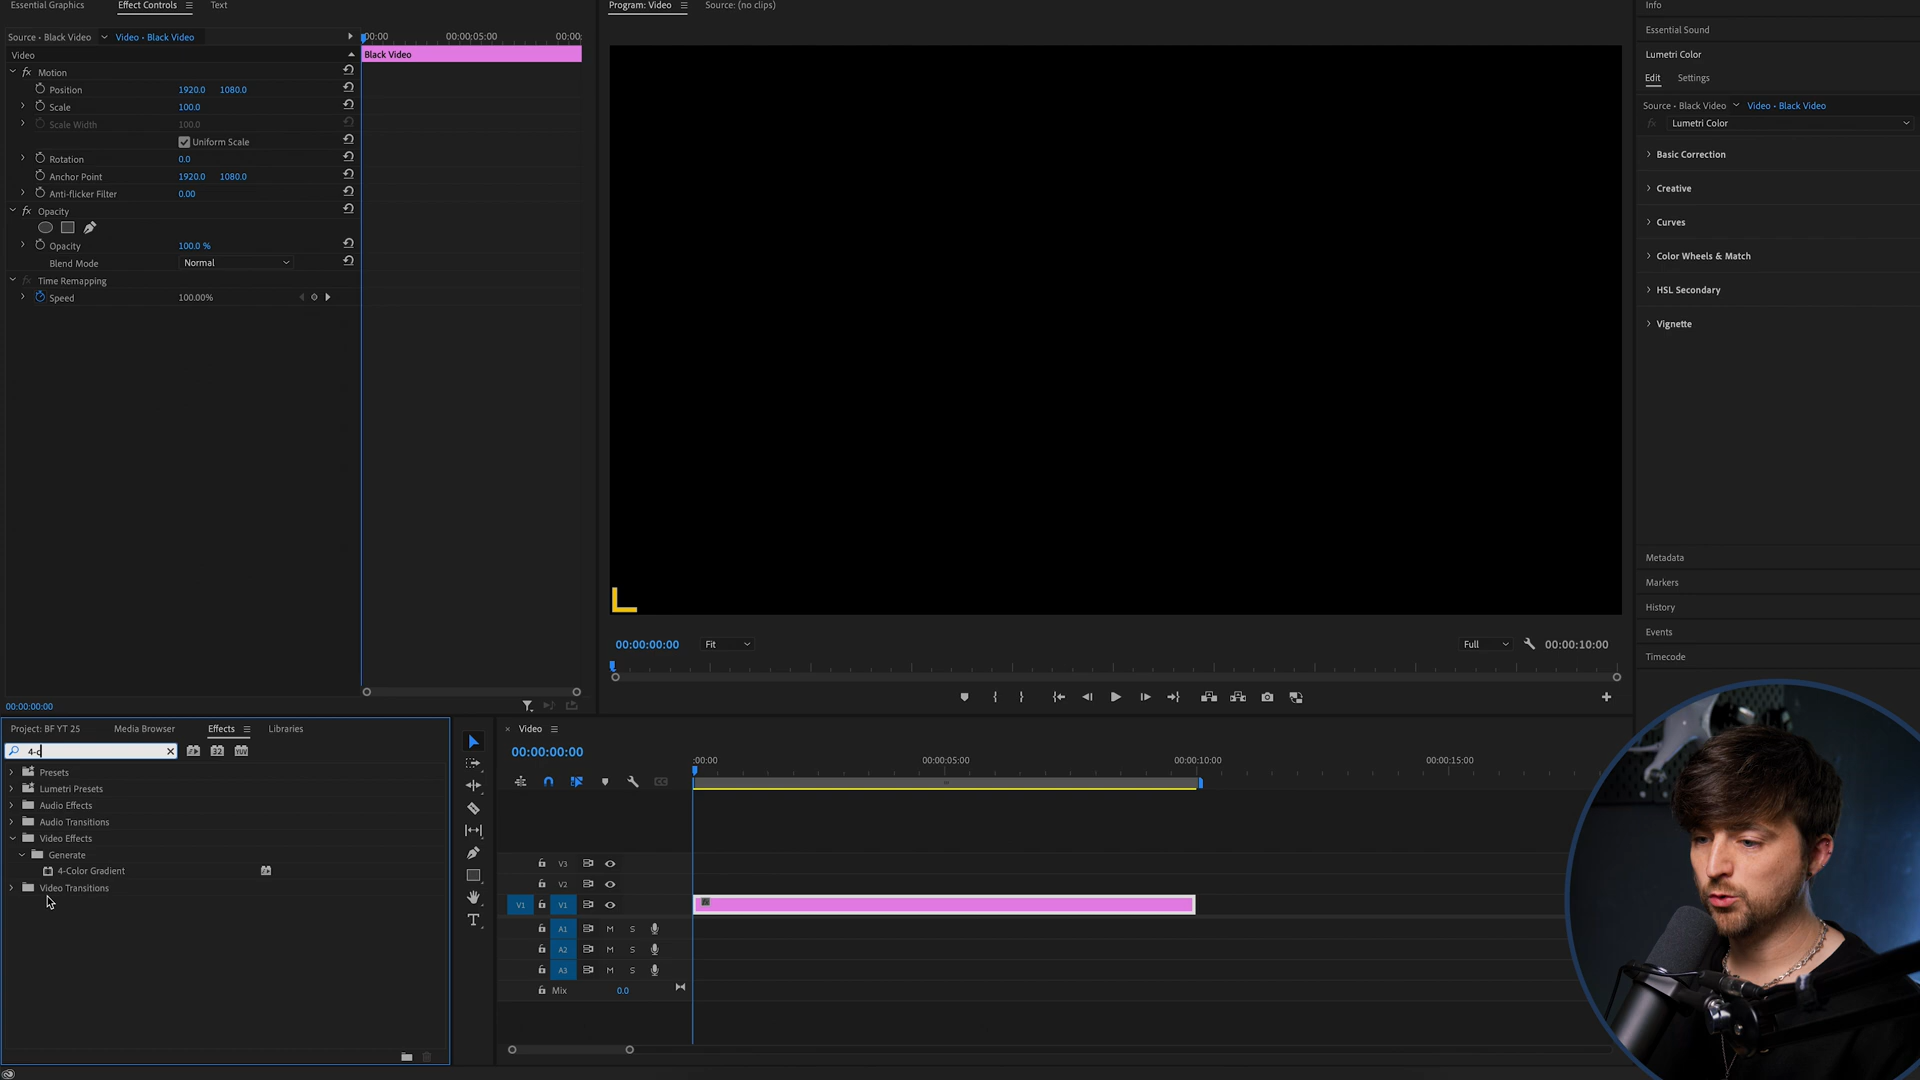 Essential Graphics
Effect Controls
Text
Program: Video
Source: (no clips)
Info
Essential Sound
Lumetri Color
Edit
Settings
Source • Black Video
Video • Black Video
Lumetri Color
Basic Correction
Creative
Curves
Color Wheels & Match
HSL Secondary
Vignette
Metadata
Markers
History
Events
Timecode
Source • Black Video
Video • Black Video
:00:00
00:00:05:00
00:00:
Video
Black Video
fx Motion
Position 1920.0 1080.0
Scale 100.0
Scale Width 100.0
Uniform Scale
Rotation 0.0
Anchor Point 1920.0 1080.0
Anti-flicker Filter 0.00
fx Opacity
Opacity 100.0 %
Blend Mode Normal
Time Remapping
Speed 100.00%
00:00:00:00
00:00:00:00
Fit
Full
00:00:10:00
Project: BF YT 25
Media Browser
Effects
Libraries
4-c
32
YUV
Presets
Lumetri Presets
Audio Effects
Audio Transitions
Video Effects
Generate
4-Color Gradient
Video Transitions
T
Video
00:00:00:00
:00:00
00:00:05:00
00:00:10:00
00:00:15:00
CC
V3
V2
V1 V1
fx
A1 M S
A2 M S
A3 M S
Mix 0.0